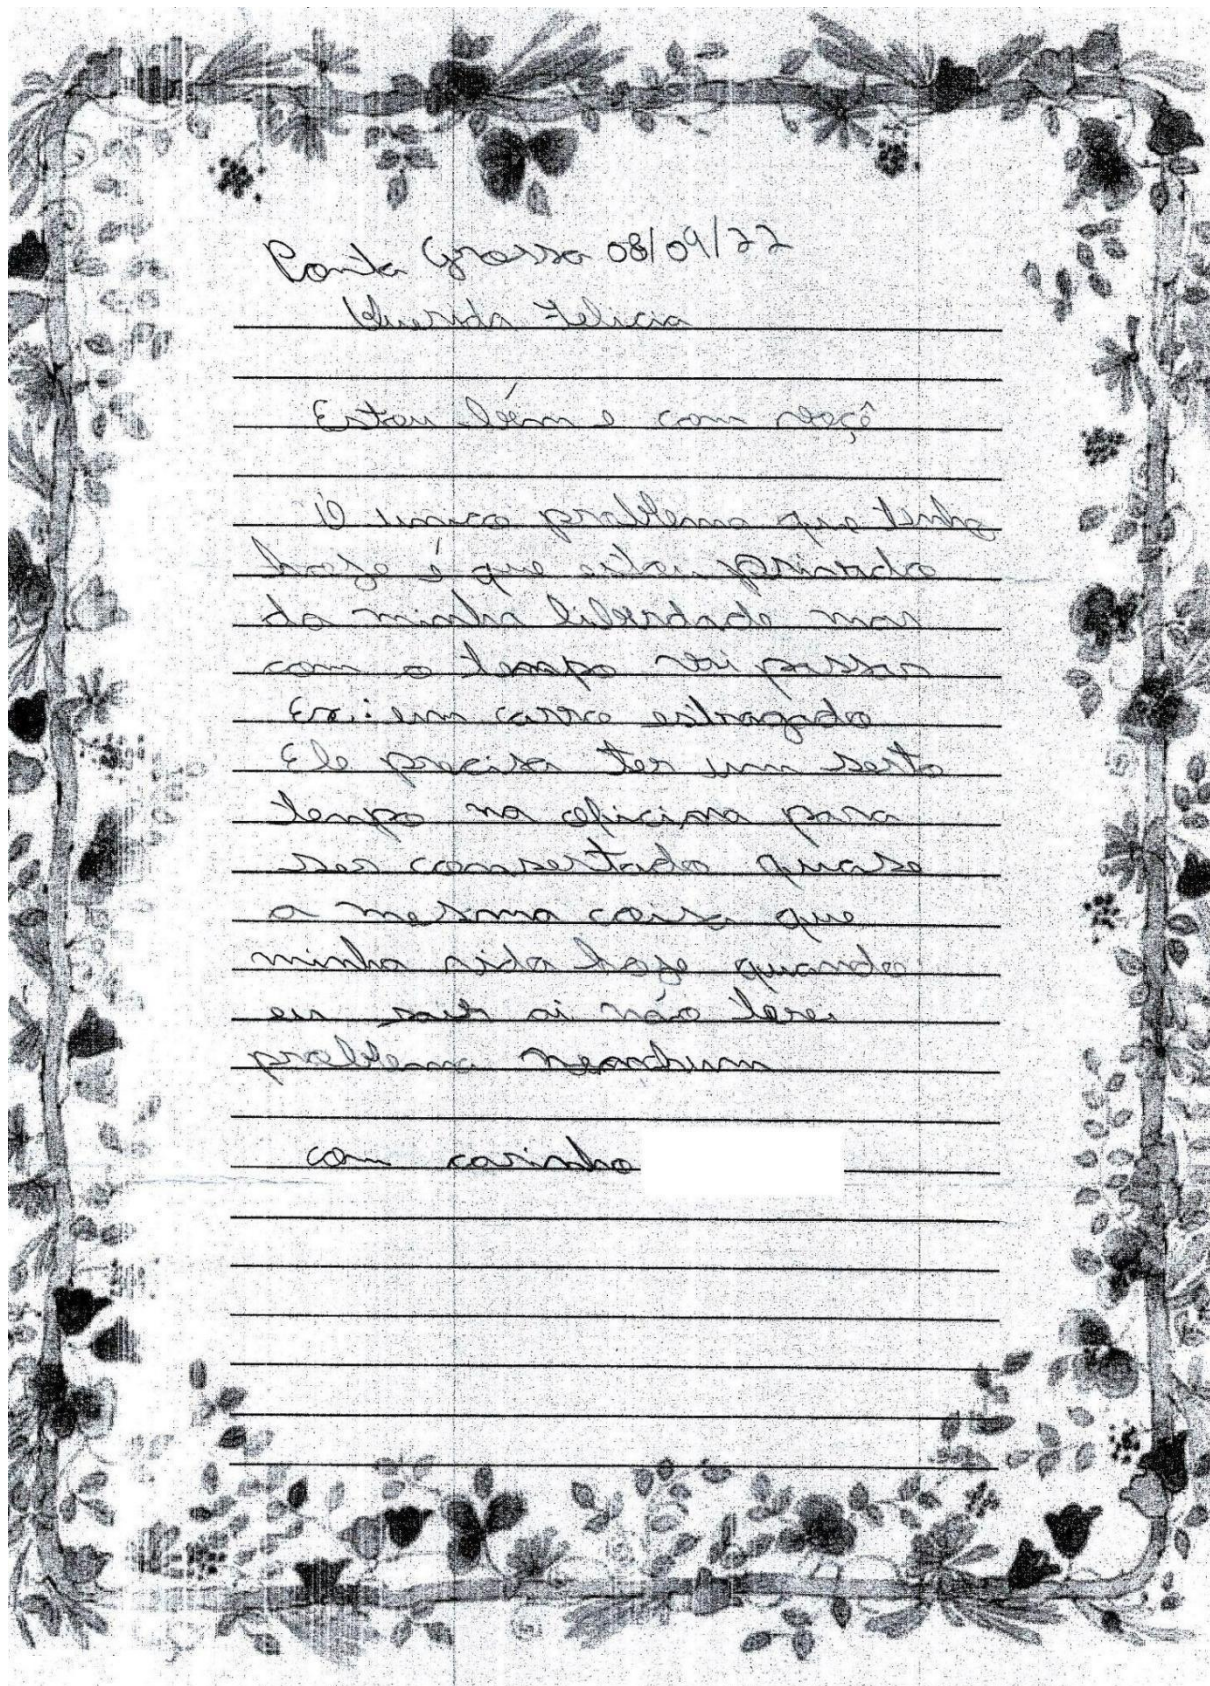 Ponta Grossa 08/09/22
Querida Felicia
Estou bém e com voçê
O unico problema que tenho
hoje é que estou privado
da minha liberdade mas
com o tempo vai passar
Ex: um carro estragado
Ele precisa ter um serto
tempo na oficina para
ser consertado quase
a mesma coisa que
minha vida hoje quando
eu sair ai não terei
problema nenhum
com carinho